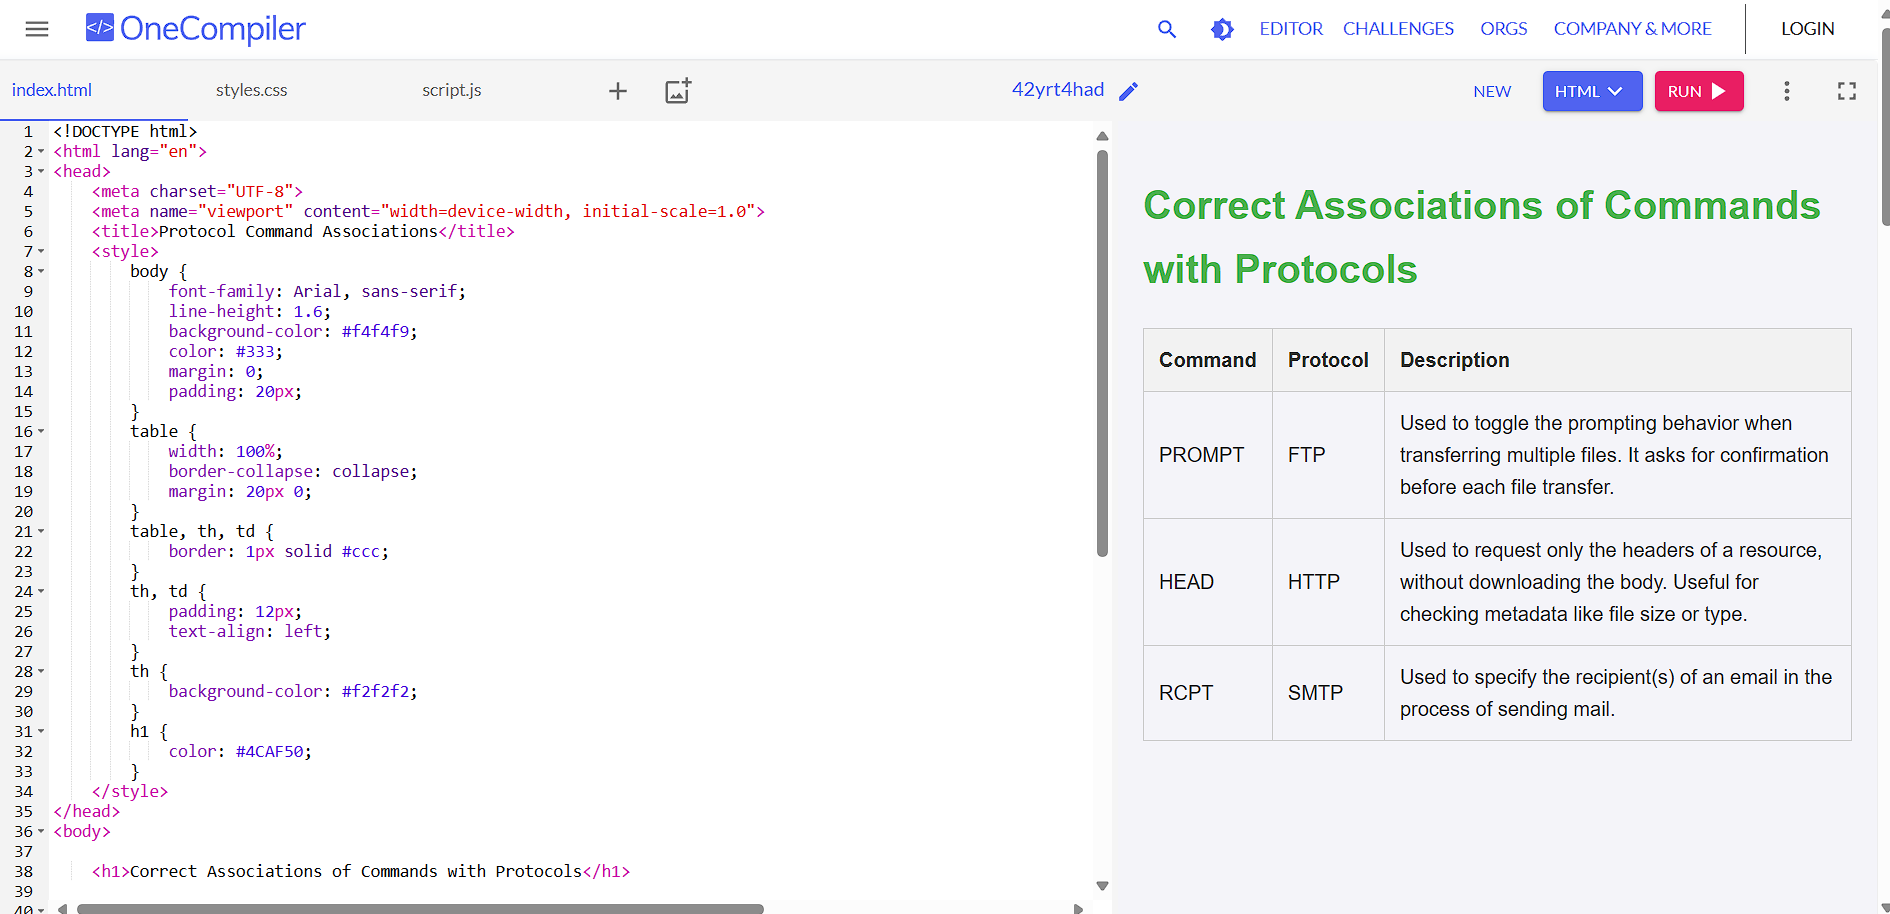 OneCompiler
EDITOR CHALLENGES ORGS COMPANY & MORE LOGIN
index.html styles.css script.js
42yrt4had
NEW HTML RUN
1 <!DOCTYPE html>
2 <html lang="en">
3 <head>
4 <meta charset="UTF-8">
5 <meta name="viewport" content="width=device-width, initial-scale=1.0">
6 <title>Protocol Command Associations</title>
7 <style>
8 body {
9 font-family: Arial, sans-serif;
10 line-height: 1.6;
11 background-color: #f4f4f9;
12 color: #333;
13 margin: 0;
14 padding: 20px;
15 }
16 table {
17 width: 100%;
18 border-collapse: collapse;
19 margin: 20px 0;
20 }
21 table, th, td {
22 border: 1px solid #ccc;
23 }
24 th, td {
25 padding: 12px;
26 text-align: left;
27 }
28 th {
29 background-color: #f2f2f2;
30 }
31 h1 {
32 color: #4CAF50;
33 }
34 </style>
35 </head>
36 <body>
37
38 <h1>Correct Associations of Commands with Protocols</h1>
39
40
Correct Associations of Commands
with Protocols
Command Protocol Description
PROMPT FTP Used to toggle the prompting behavior when
transferring multiple files. It asks for confirmation
before each file transfer.
HEAD HTTP Used to request only the headers of a resource,
without downloading the body. Useful for
checking metadata like file size or type.
RCPT SMTP Used to specify the recipient(s) of an email in the
process of sending mail.